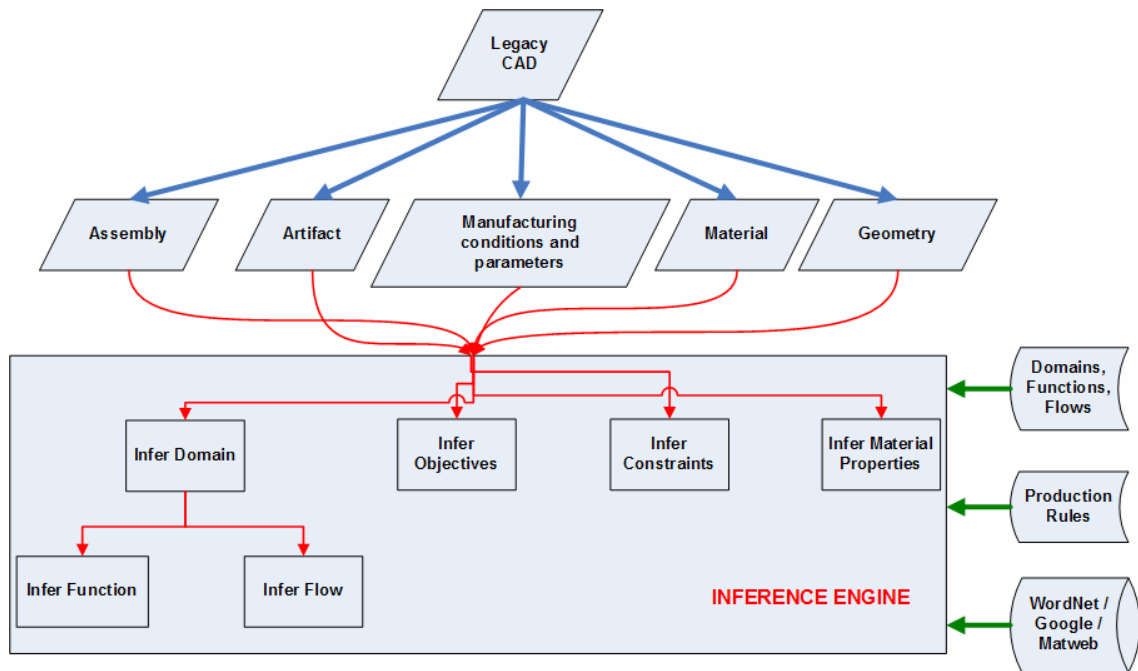 Legacy
CAD
Assembly
Artifact
Manufacturing
conditions and
parameters
Material
Geometry
Domains,
Functions,
Flows
Infer Domain
Infer
Objectives
Infer
Constraints
Infer Material
Properties
Production
Rules
Infer Function
Infer Flow
INFERENCE ENGINE
WordNet /
Google /
Matweb